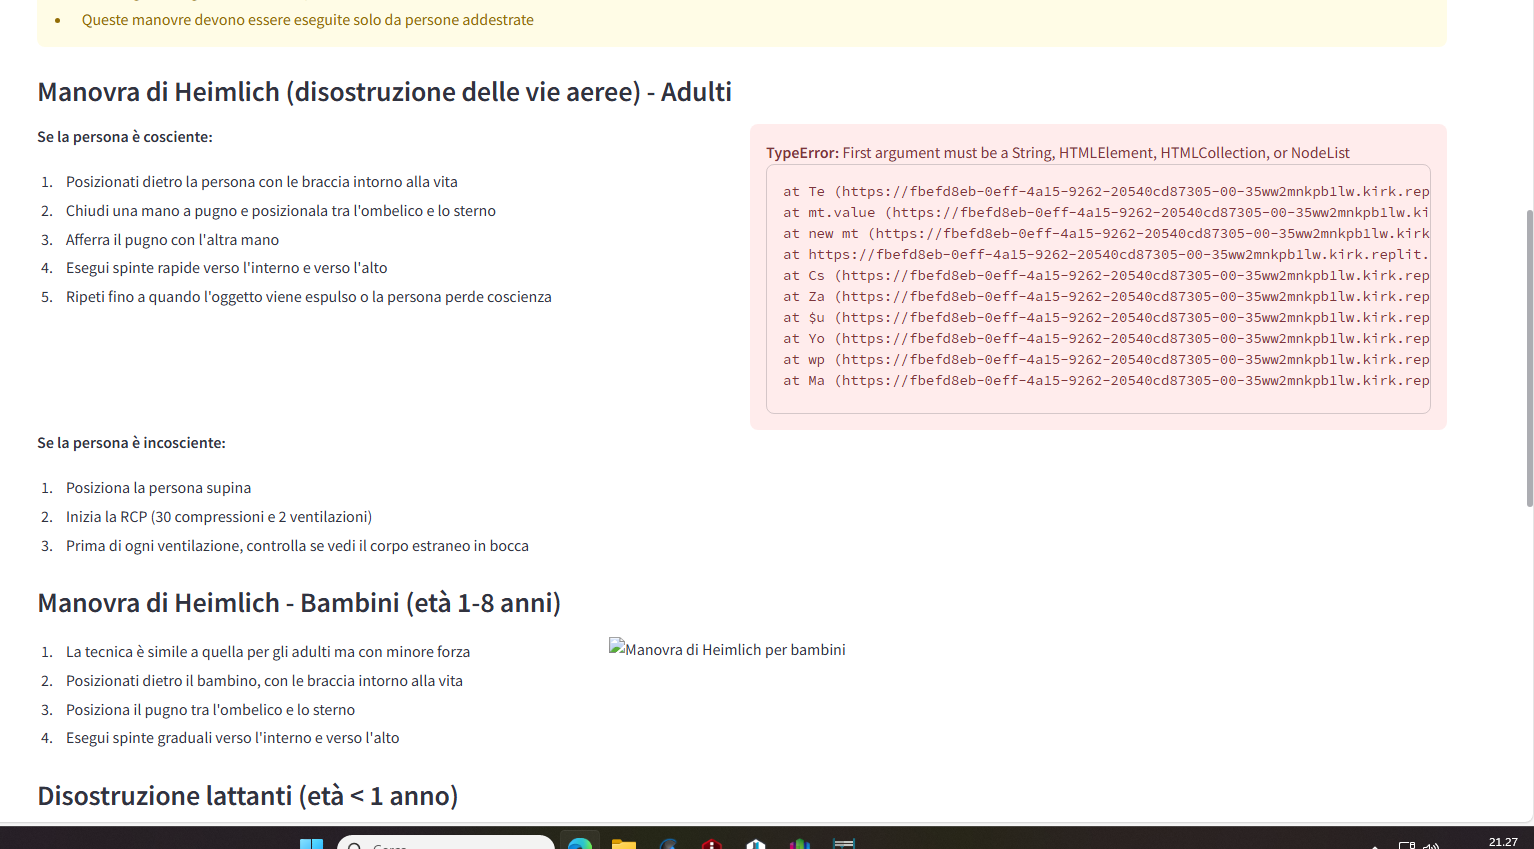 • Queste manovre devono essere eseguite solo da persone addestrate
Manovra di Heimlich (disostruzione delle vie aeree) - Adulti
Se la persona è cosciente:
1. Posizionati dietro la persona con le braccia intorno alla vita
2. Chiudi una mano a pugno e posizionala tra l'ombelico e lo sterno
3. Afferra il pugno con l'altra mano
4. Esegui spinte rapide verso l'interno e verso l'alto
5. Ripeti fino a quando l'oggetto viene espulso o la persona perde coscienza
TypeError: First argument must be a String, HTMLElement, HTMLCollection, or NodeList
at Te (https://fbefd8eb-0eff-4a15-9262-20540cd87305-00-35ww2mnkpb1lw.kirk.rep
at mt.value (https://fbefd8eb-0eff-4a15-9262-20540cd87305-00-35ww2mnkpb1lw.ki
at new mt (https://fbefd8eb-0eff-4a15-9262-20540cd87305-00-35ww2mnkpb1lw.kirk
at https://fbefd8eb-0eff-4a15-9262-20540cd87305-00-35ww2mnkpb1lw.kirk.replit.
at Cs (https://fbefd8eb-0eff-4a15-9262-20540cd87305-00-35ww2mnkpb1lw.kirk.rep
at Za (https://fbefd8eb-0eff-4a15-9262-20540cd87305-00-35ww2mnkpb1lw.kirk.rep
at $u (https://fbefd8eb-0eff-4a15-9262-20540cd87305-00-35ww2mnkpb1lw.kirk.rep
at Yo (https://fbefd8eb-0eff-4a15-9262-20540cd87305-00-35ww2mnkpb1lw.kirk.rep
at wp (https://fbefd8eb-0eff-4a15-9262-20540cd87305-00-35ww2mnkpb1lw.kirk.rep
at Ma (https://fbefd8eb-0eff-4a15-9262-20540cd87305-00-35ww2mnkpb1lw.kirk.rep
Se la persona è incosciente:
1. Posiziona la persona supina
2. Inizia la RCP (30 compressioni e 2 ventilazioni)
3. Prima di ogni ventilazione, controlla se vedi il corpo estraneo in bocca
Manovra di Heimlich - Bambini (età 1-8 anni)
1. La tecnica è simile a quella per gli adulti ma con minore forza
2. Posizionati dietro il bambino, con le braccia intorno alla vita
3. Posiziona il pugno tra l'ombelico e lo sterno
4. Esegui spinte graduali verso l'interno e verso l'alto
Manovra di Heimlich per bambini
Disostruzione lattanti (età < 1 anno)
21.27